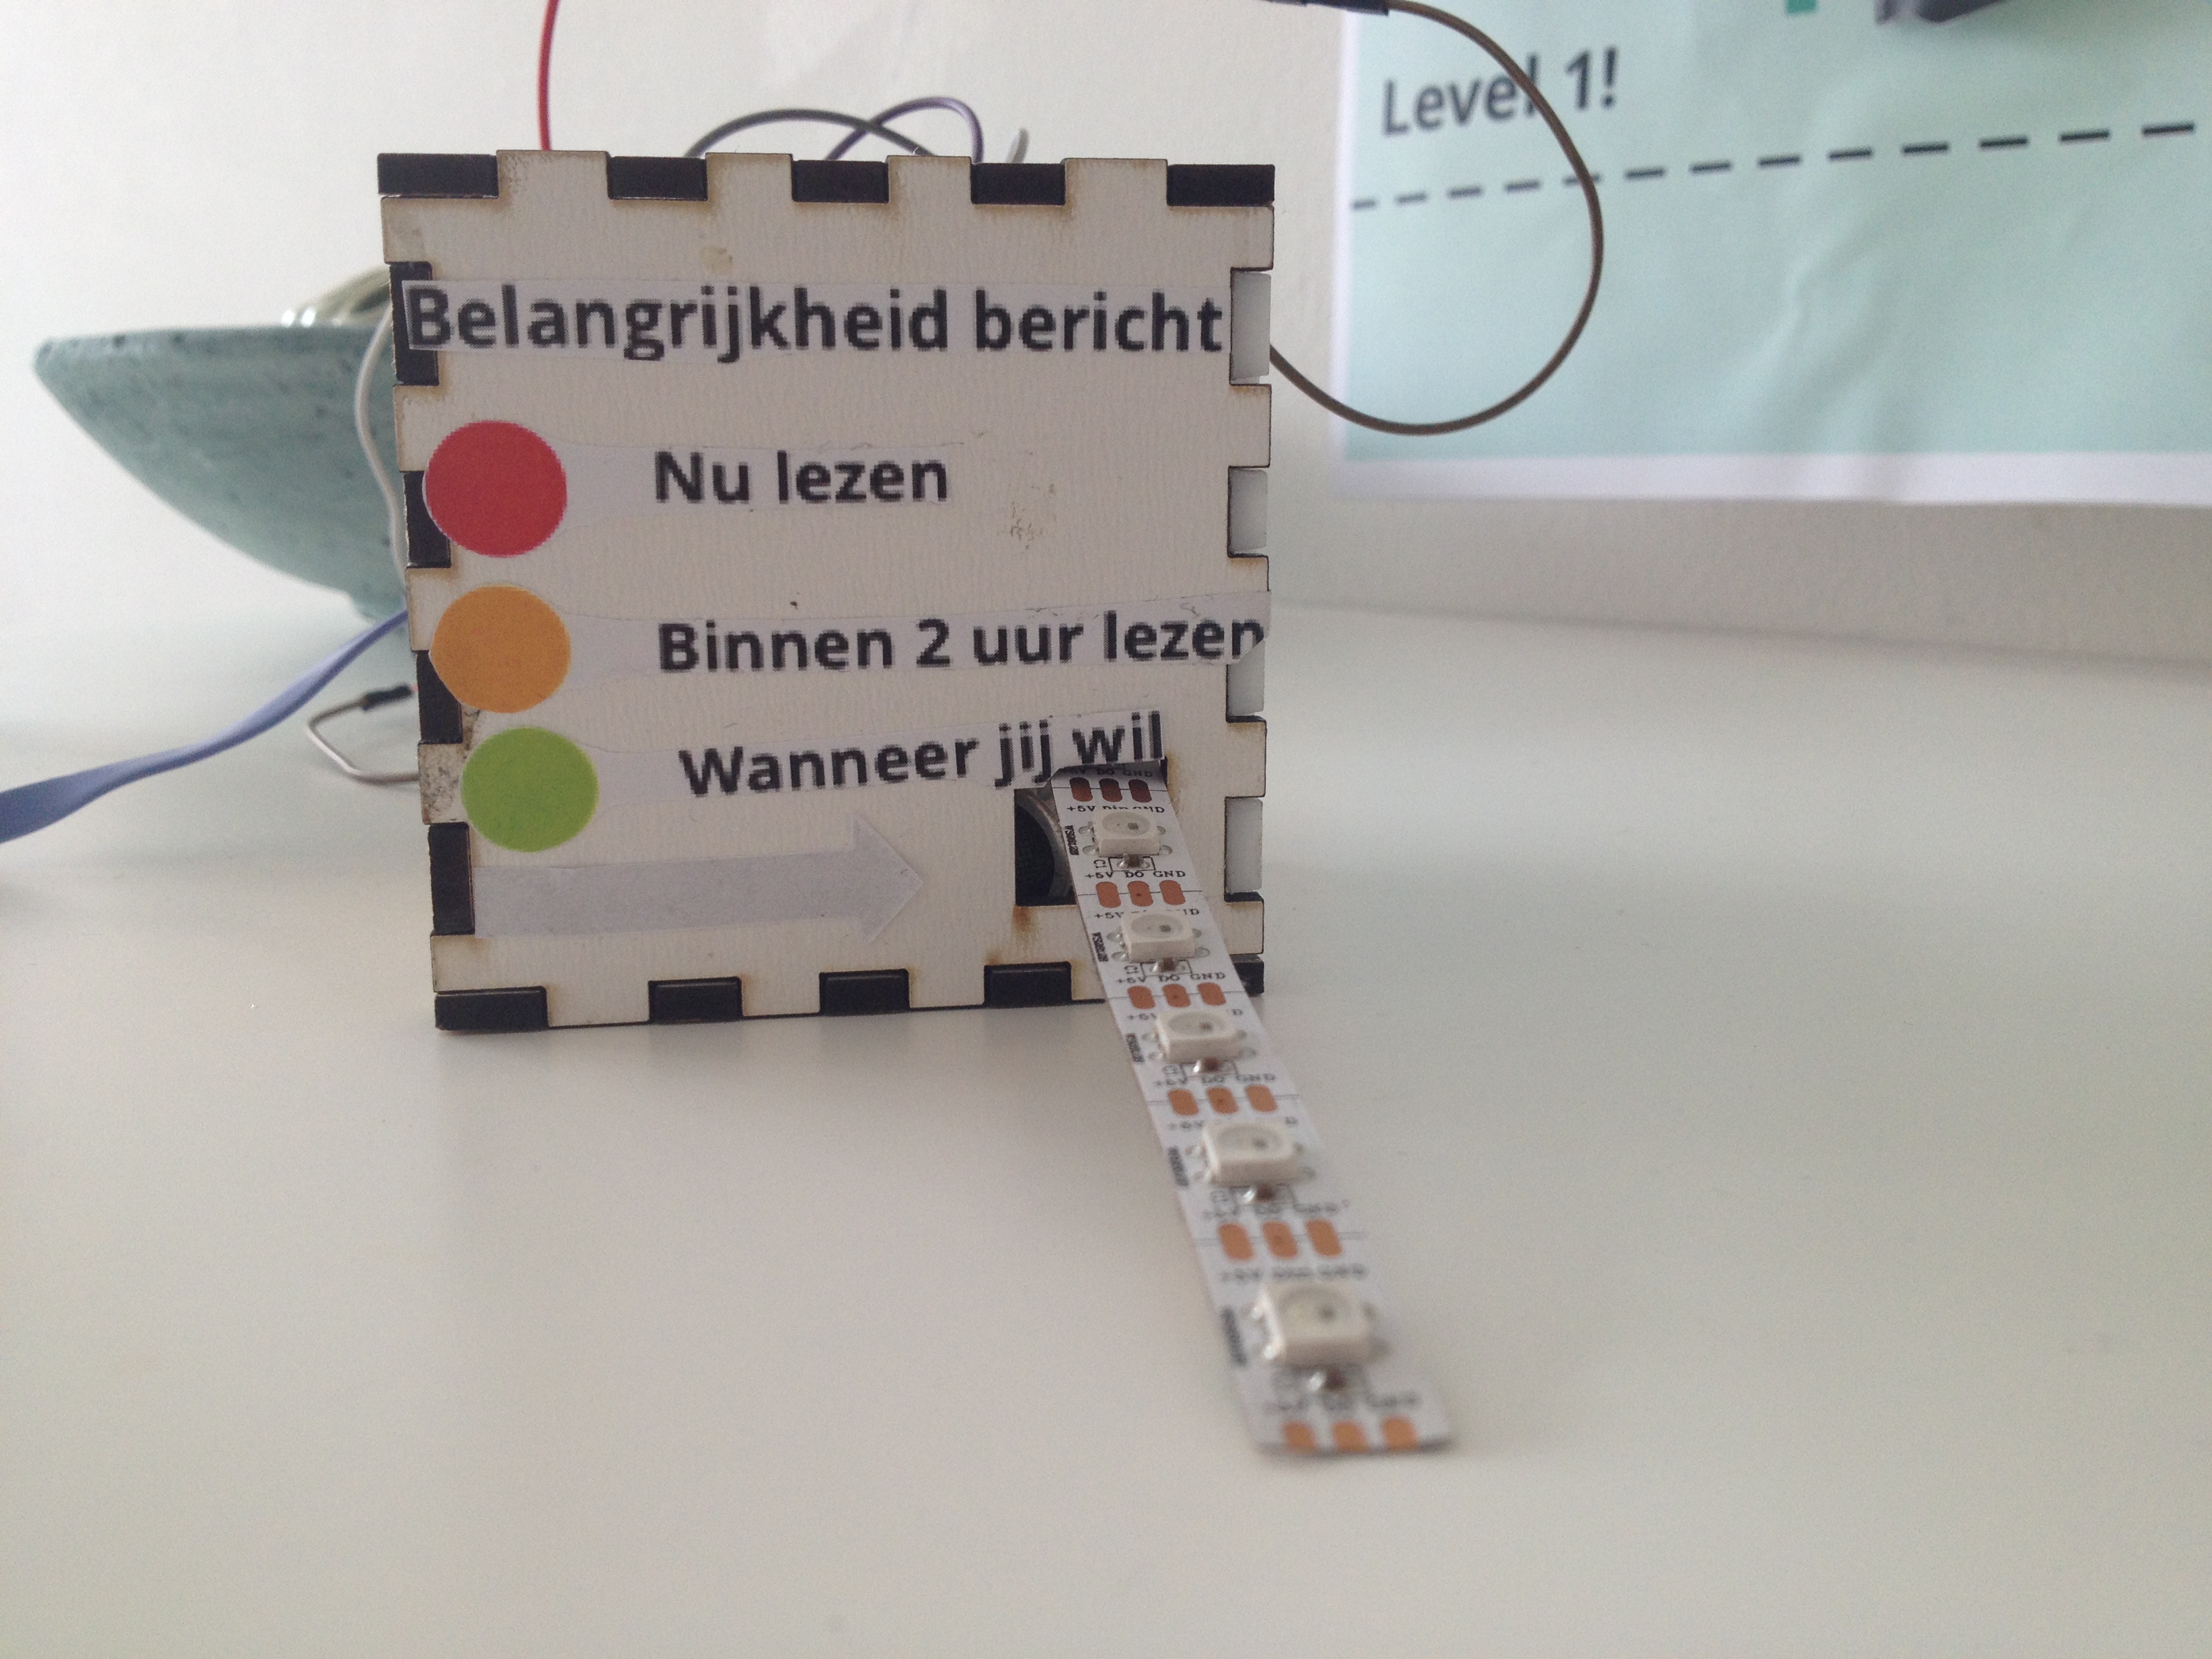 Level 1!
Belangrijkheid bericht
Nu lezen
Binnen 2 uur lezen
Wanneer jij wil
+5V DO GND
+5V DO GND
+5V DO GND